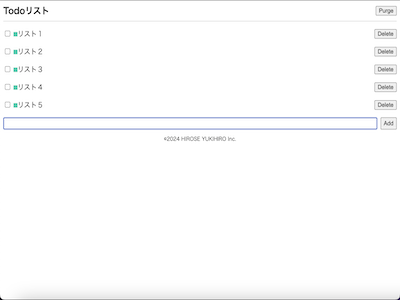 Todoリスト Purge
リスト1 Delete
リスト2 Delete
リスト3 Delete
リスト4 Delete
リスト5 Delete
Add
©2024 HIROSE YUKIHIRO Inc.